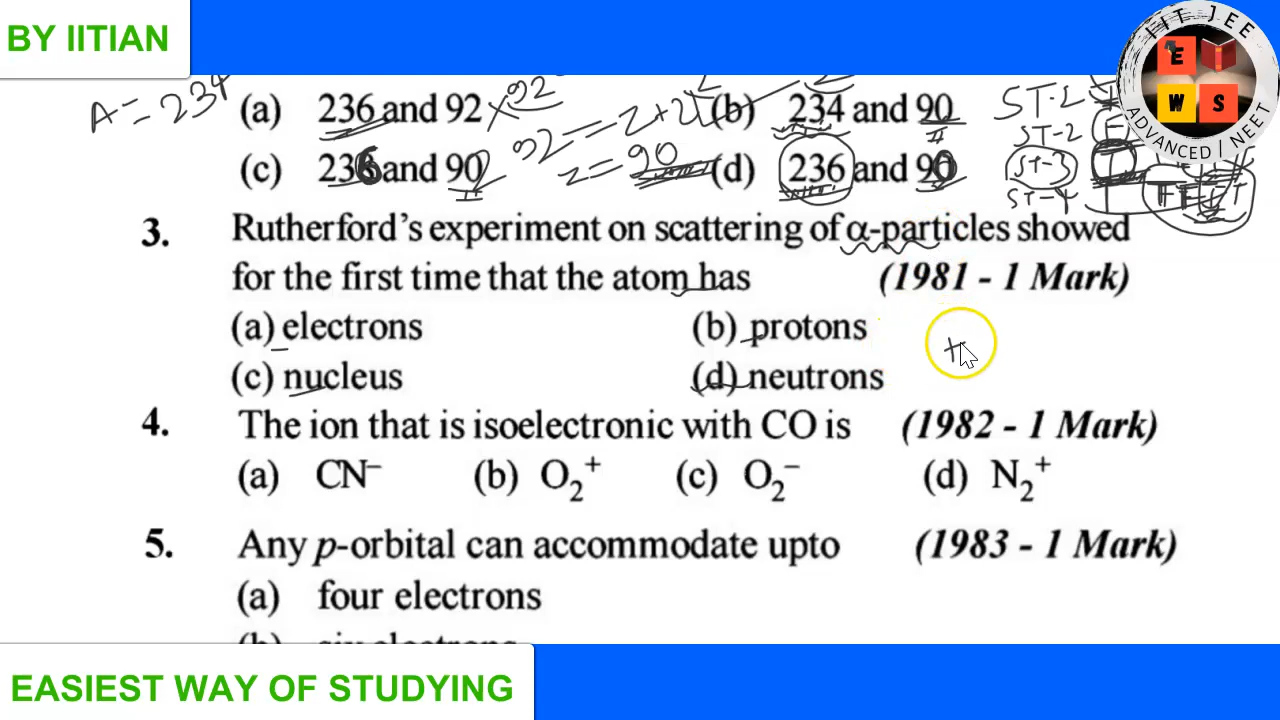 BY IITIAN
IIT JEE
E
W S
ADVANCED | NEET
A = 234
(a) 236 and 92 × 92 (b) 234 and 90 ST-2
92 = z + 2 ST-2
(c) 236 and 90 z = 90 (d) 236 and 90 ST-3
ST-4
3. Rutherford's experiment on scattering of α-particles showed
for the first time that the atom has (1981 - 1 Mark)
(a) electrons (b) protons
+
(c) nucleus (d) neutrons
4. The ion that is isoelectronic with CO is (1982 - 1 Mark)
(a) CN⁻ (b) O₂⁺ (c) O₂⁻ (d) N₂⁺
5. Any p-orbital can accommodate upto (1983 - 1 Mark)
(a) four electrons
EASIEST WAY OF STUDYING